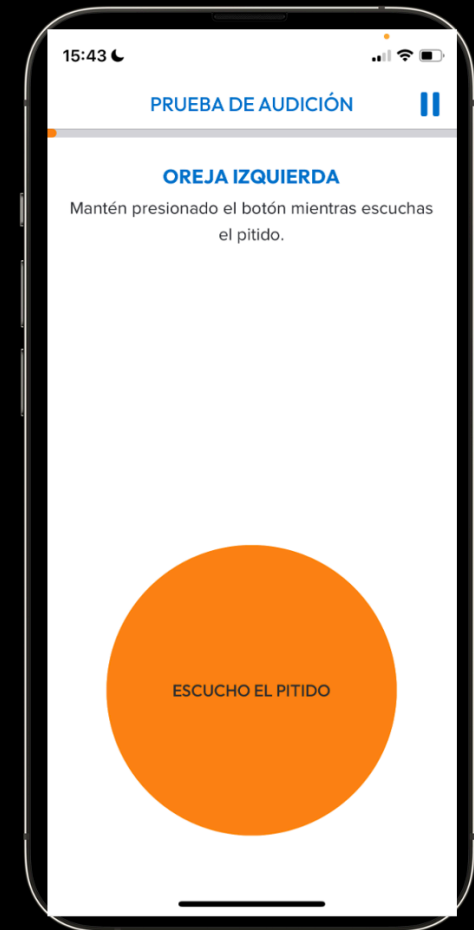 15:43
PRUEBA DE AUDICIÓN
OREJA IZQUIERDA
Mantén presionado el botón mientras escuchas
el pitido.
ESCUCHO EL PITIDO